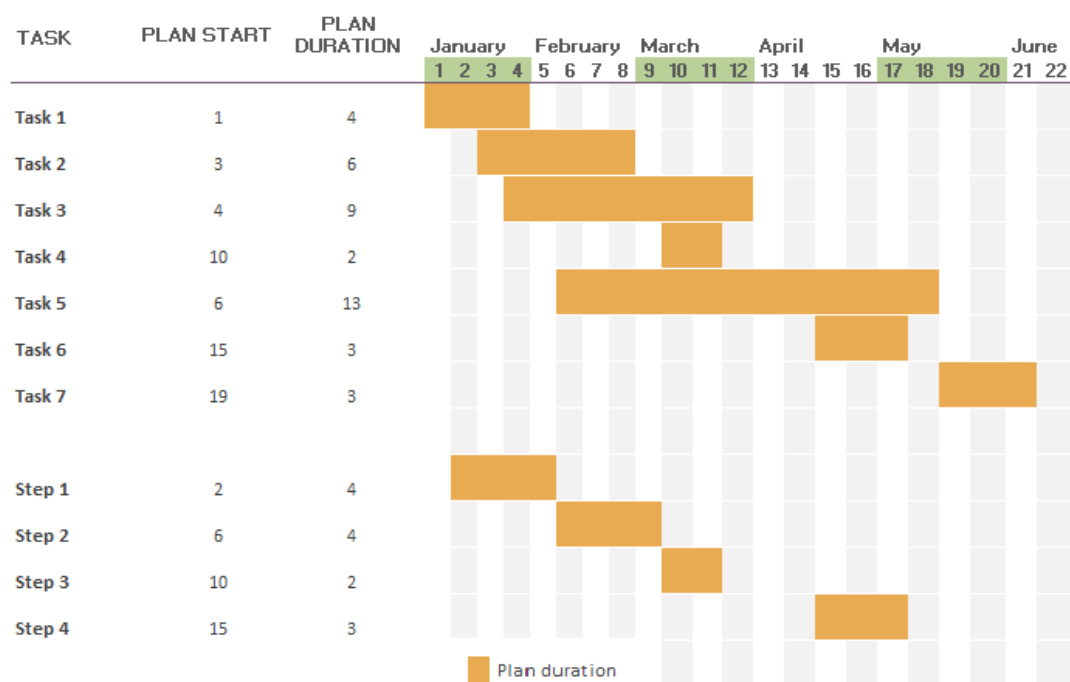 TASK PLAN START PLAN DURATION January February March April May June
1 2 3 4 5 6 7 8 9 10 11 12 13 14 15 16 17 18 19 20 21 22
Task 1 1 4
Task 2 3 6
Task 3 4 9
Task 4 10 2
Task 5 6 13
Task 6 15 3
Task 7 19 3
Step 1 2 4
Step 2 6 4
Step 3 10 2
Step 4 15 3
Plan duration